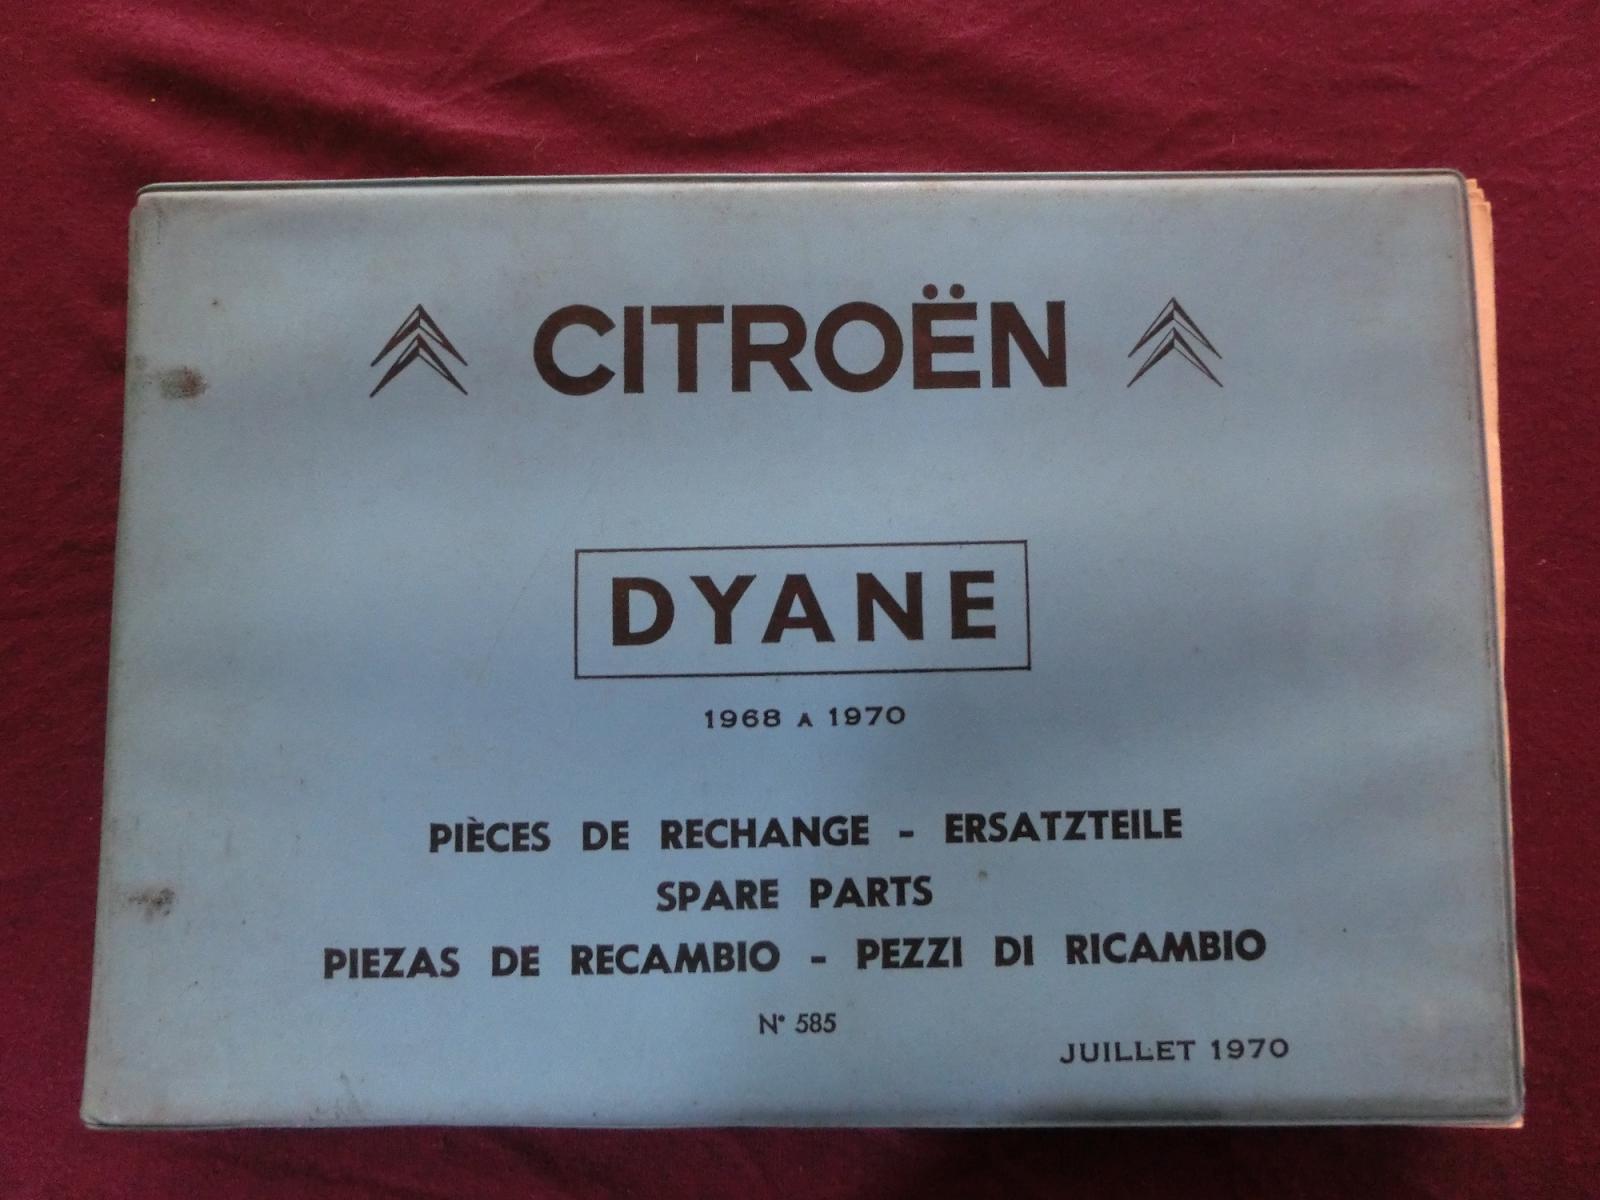 CITROËN
DYANE
1968 A 1970
PIÈCES DE RECHANGE - ERSATZTEILE
SPARE PARTS
PIEZAS DE RECAMBIO - PEZZI DI RICAMBIO
N° 585
JUILLET 1970